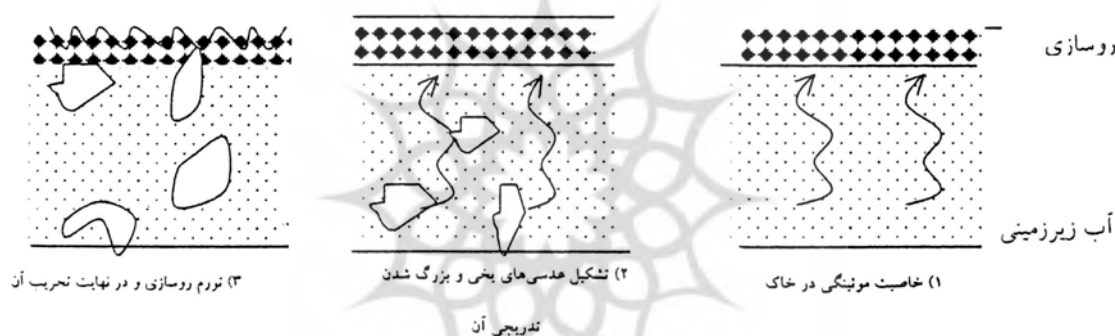 روسازی
آب زیرزمینی
۱) خاصیت موئینگی در خاک
۲) تشکیل عدسی‌های یخی و بزرگ شدن
تدریجی آن
۳) تورم روسازی و در نهایت تخریب آن